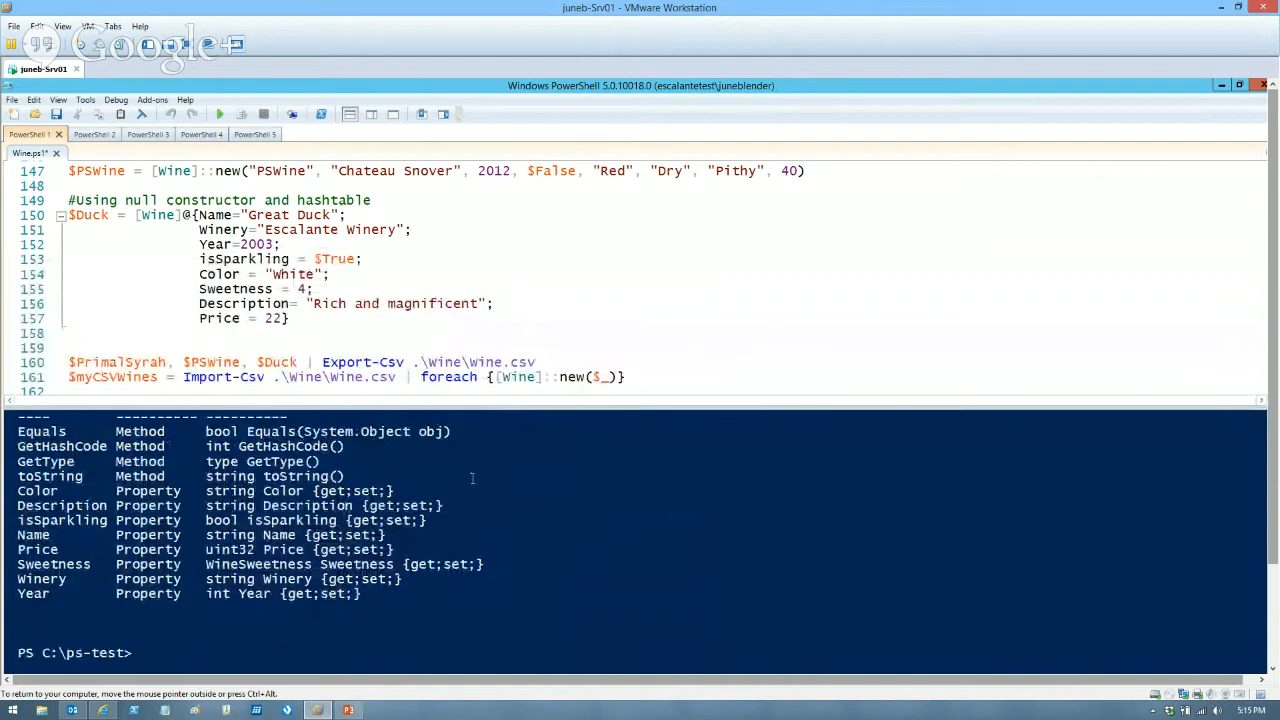 juneb-Srv01 - VMware Workstation
File Edit View VM Tabs Help
Google+
juneb-Srv01
Windows PowerShell 5.0.10018.0 (escalantetest\juneblender)
File Edit View Tools Debug Add-ons Help
PowerShell 1 PowerShell 2 PowerShell 3 PowerShell 4 PowerShell 5
Wine.ps1*
147 $PSWine = [Wine]::new("PSWine", "Chateau Snover", 2012, $False, "Red", "Dry", "Pithy", 40)
148
149 #Using null constructor and hashtable
150 $Duck = [Wine]@{Name="Great Duck";
151 Winery="Escalante Winery";
152 Year=2003;
153 isSparkling = $True;
154 Color = "White";
155 Sweetness = 4;
156 Description= "Rich and magnificent";
157 Price = 22}
158
159
160 $PrimalSyrah, $PSWine, $Duck | Export-Csv .\Wine\Wine.csv
161 $myCSVWines = Import-Csv .\Wine\Wine.csv | foreach {[Wine]::new($_)}
162
---- ---------- ----------
Equals Method bool Equals(System.Object obj)
GetHashCode Method int GetHashCode()
GetType Method type GetType()
toString Method string toString()
Color Property string Color {get;set;}
Description Property string Description {get;set;}
isSparkling Property bool isSparkling {get;set;}
Name Property string Name {get;set;}
Price Property uint32 Price {get;set;}
Sweetness Property WineSweetness Sweetness {get;set;}
Winery Property string Winery {get;set;}
Year Property int Year {get;set;}
PS C:\ps-test>
To return to your computer, move the mouse pointer outside or press Ctrl+Alt.
5:15 PM